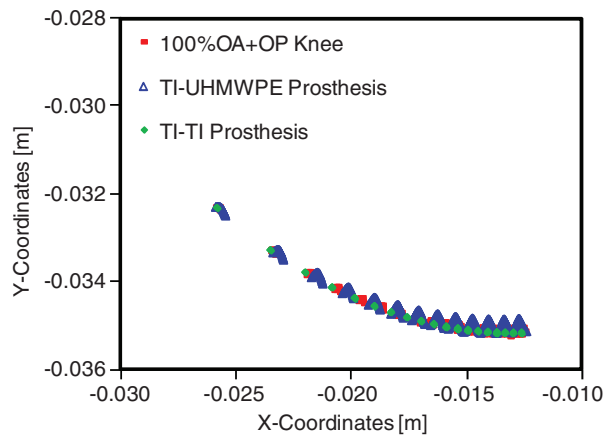 -0.028
100%OA+OP Knee
TI-UHMWPE Prosthesis
-0.030
TI-TI Prosthesis
Y-Coordinates [m]
-0.032
-0.034
-0.036
-0.030 -0.025 -0.020 -0.015 -0.010
X-Coordinates [m]